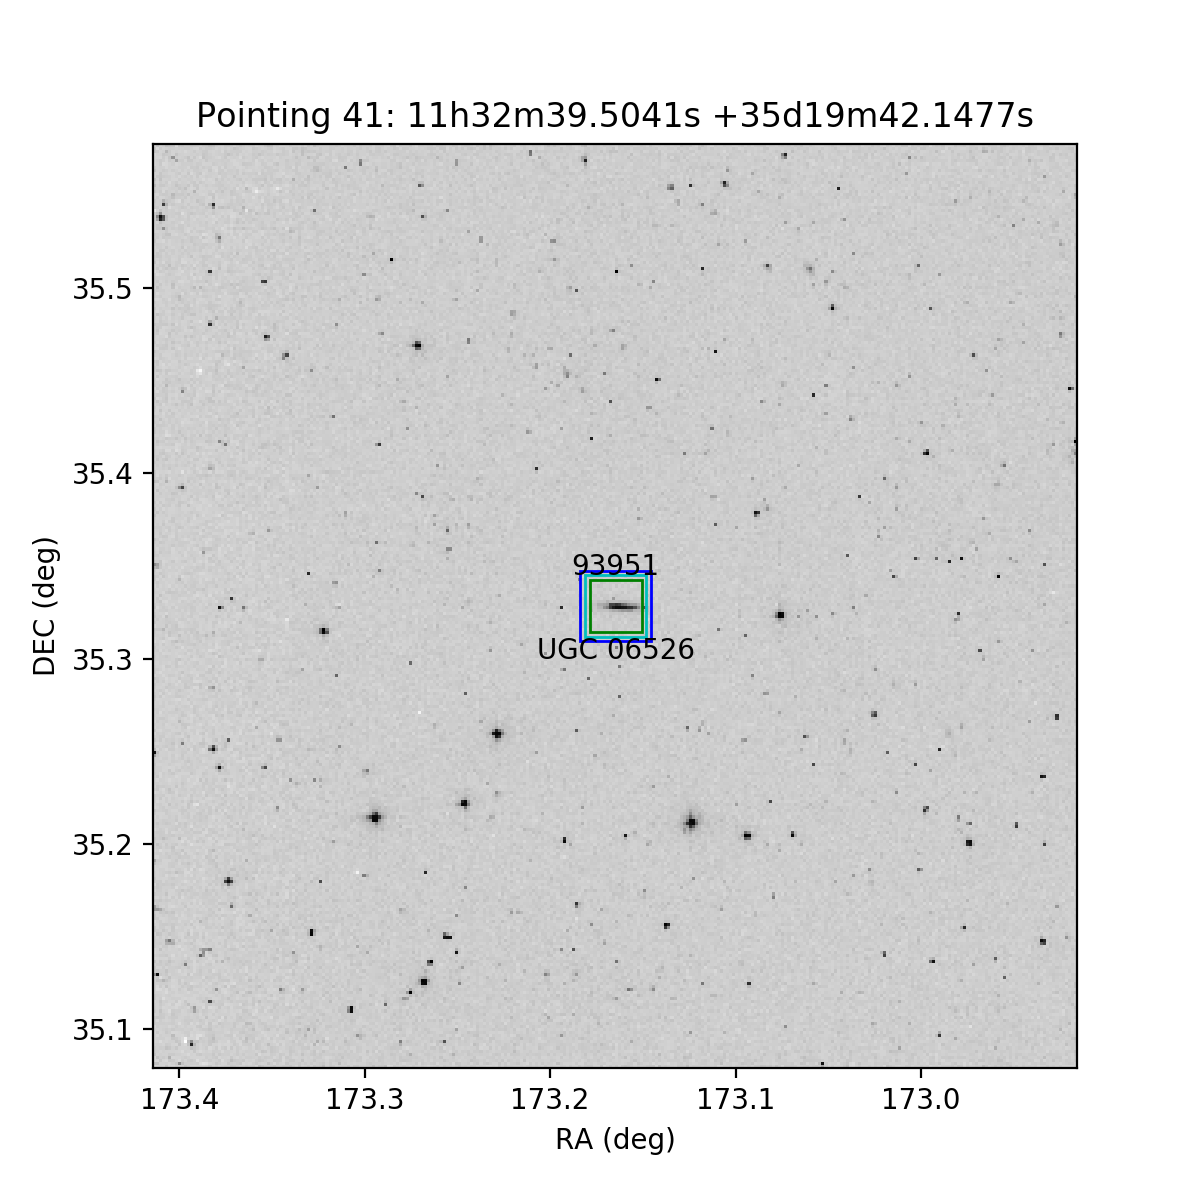 Pointing 41: 11h32m39.5041s +35d19m42.1477s
35.5
35.4
35.3
35.2
35.1
DEC (deg)
93951
UGC 06526
173.4 173.3 173.2 173.1 173.0
RA (deg)